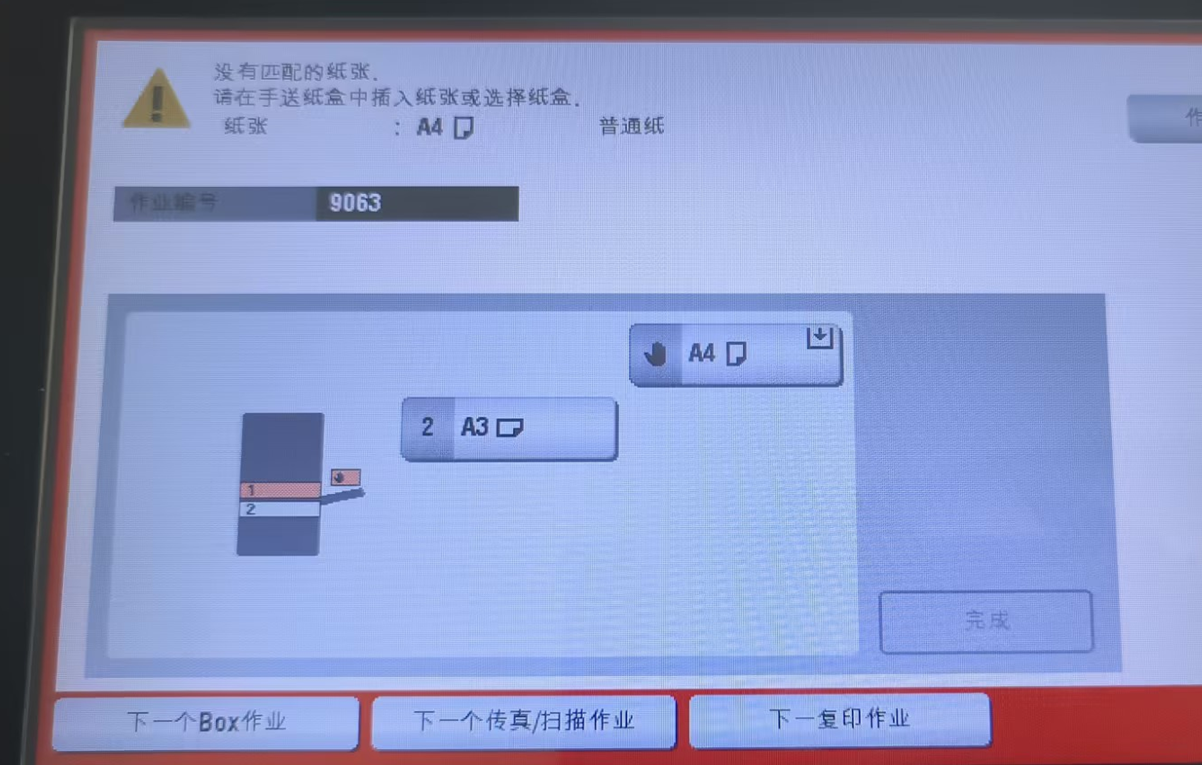 没有匹配的纸张.
请在手送纸盒中插入纸张或选择纸盒.
纸张 : A4 普通纸
作
作业编号 9063
A4
2 A3
1
2
完成
下一个Box作业 下一个传真/扫描作业 下一复印作业